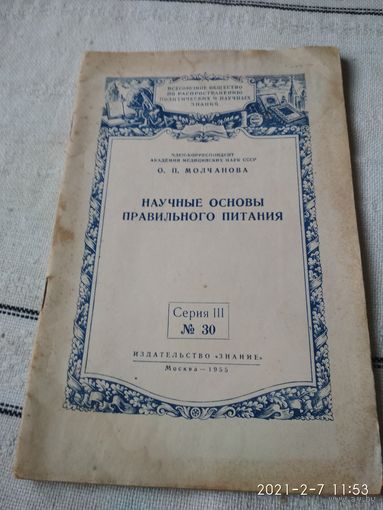 ВСЕСОЮЗНОЕ ОБЩЕСТВО
ПО РАСПРОСТРАНЕНИЮ
ПОЛИТИЧЕСКИХ И НАУЧНЫХ
ЗНАНИЙ
ЧЛЕН-КОРРЕСПОНДЕНТ
АКАДЕМИИ МЕДИЦИНСКИХ НАУК СССР
О. П. МОЛЧАНОВА
НАУЧНЫЕ ОСНОВЫ
ПРАВИЛЬНОГО ПИТАНИЯ
Серия III
№ 30
ИЗДАТЕЛЬСТВО «ЗНАНИЕ»
Москва — 1955
2021-2-7 11:53